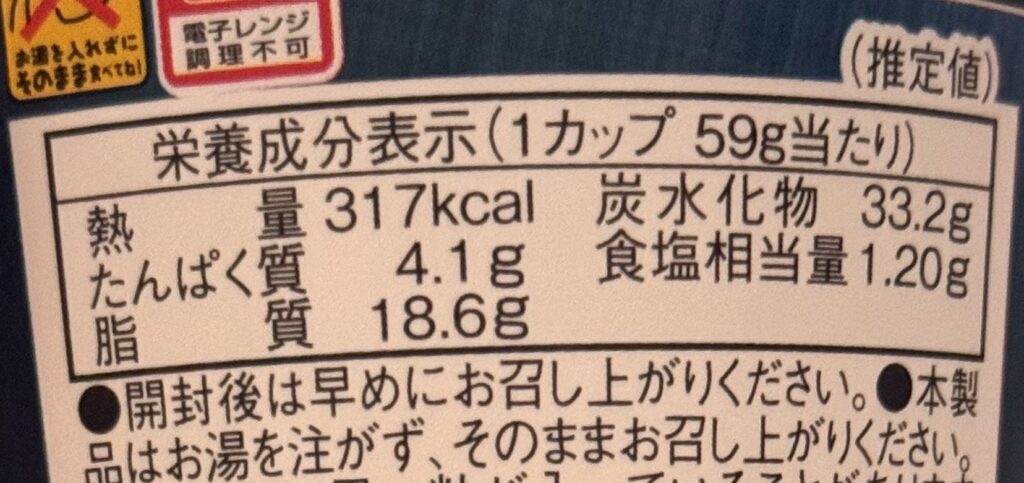 お湯を入れずに
そのまま食べてね!
電子レンジ
調理不可
(推定値)
栄養成分表示(1カップ 59g当たり)
熱量 317kcal 炭水化物 33.2g
たんぱく質 4.1g 食塩相当量 1.20g
脂質 18.6g
●開封後は早めにお召し上がりください。●本製
品はお湯を注がず、そのままお召し上がりください。